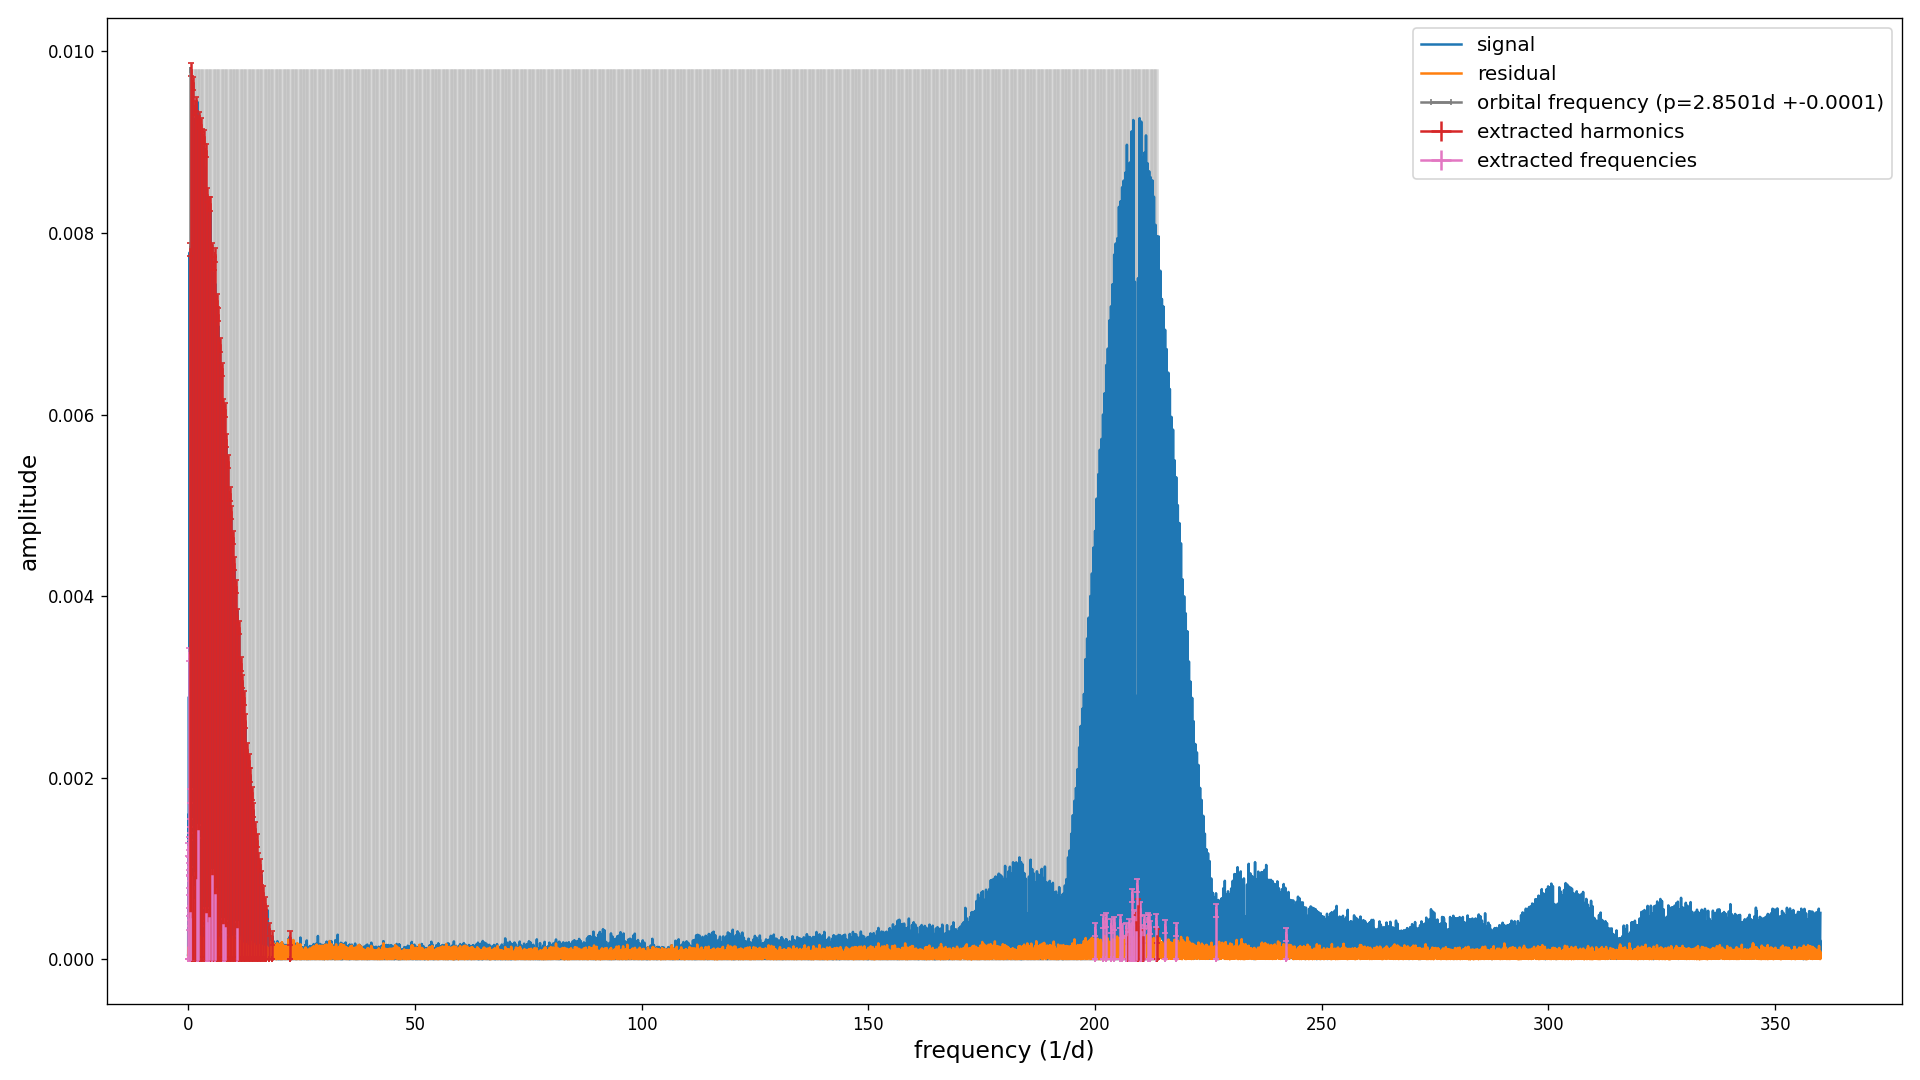 signal
residual
orbital frequency (p=2.8501d +-0.0001)
extracted harmonics
extracted frequencies
0.010
0.008
0.006
0.004
0.002
0.000
amplitude
0 50 100 150 200 250 300 350
frequency (1/d)